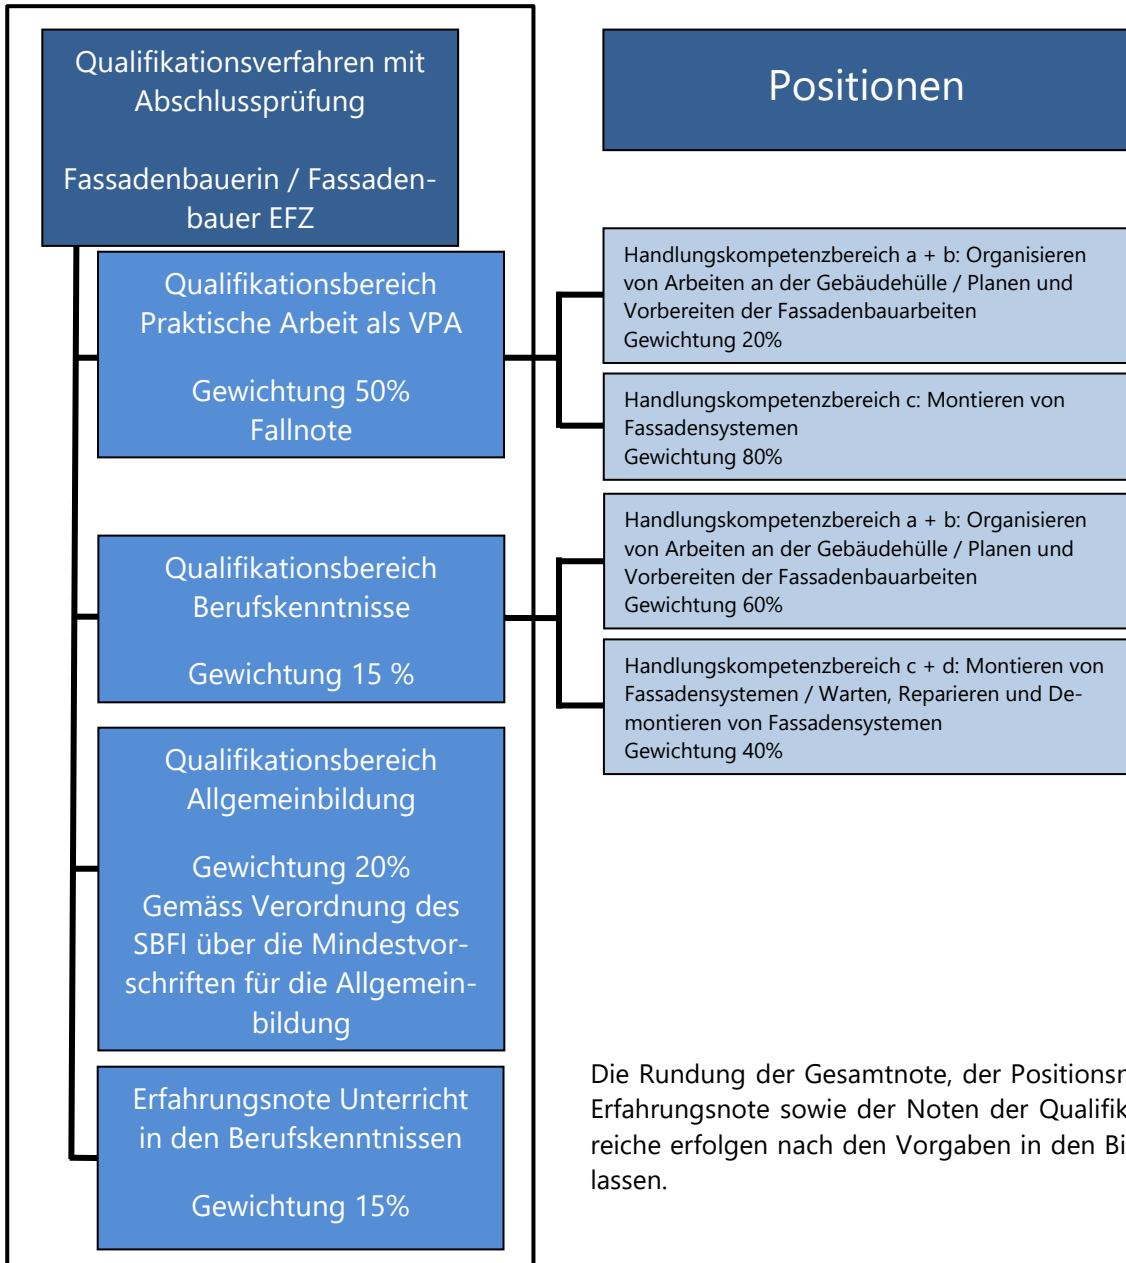 Qualifikationsverfahren mit
Abschlussprüfung
Fassadenbauerin / Fassaden-
bauer EFZ
Positionen
Qualifikationsbereich
Praktische Arbeit als VPA
Gewichtung 50%
Fallnote
Handlungskompetenzbereich a + b: Organisieren
von Arbeiten an der Gebäudehülle / Planen und
Vorbereiten der Fassadenbauarbeiten
Gewichtung 20%
Handlungskompetenzbereich c: Montieren von
Fassadensystemen
Gewichtung 80%
Qualifikationsbereich
Berufskenntnisse
Gewichtung 15 %
Handlungskompetenzbereich a + b: Organisieren
von Arbeiten an der Gebäudehülle / Planen und
Vorbereiten der Fassadenbauarbeiten
Gewichtung 60%
Handlungskompetenzbereich c + d: Montieren von
Fassadensystemen / Warten, Reparieren und De-
montieren von Fassadensystemen
Gewichtung 40%
Qualifikationsbereich
Allgemeinbildung
Gewichtung 20%
Gemäss Verordnung des
SBFI über die Mindestvor-
schriften für die Allgemein-
bildung
Erfahrungsnote Unterricht
in den Berufskenntnissen
Gewichtung 15%
Die Rundung der Gesamtnote, der
Erfahrungsnote sowie der Noten der
reiche erfolgen nach den Vorgaben in den
lassen.